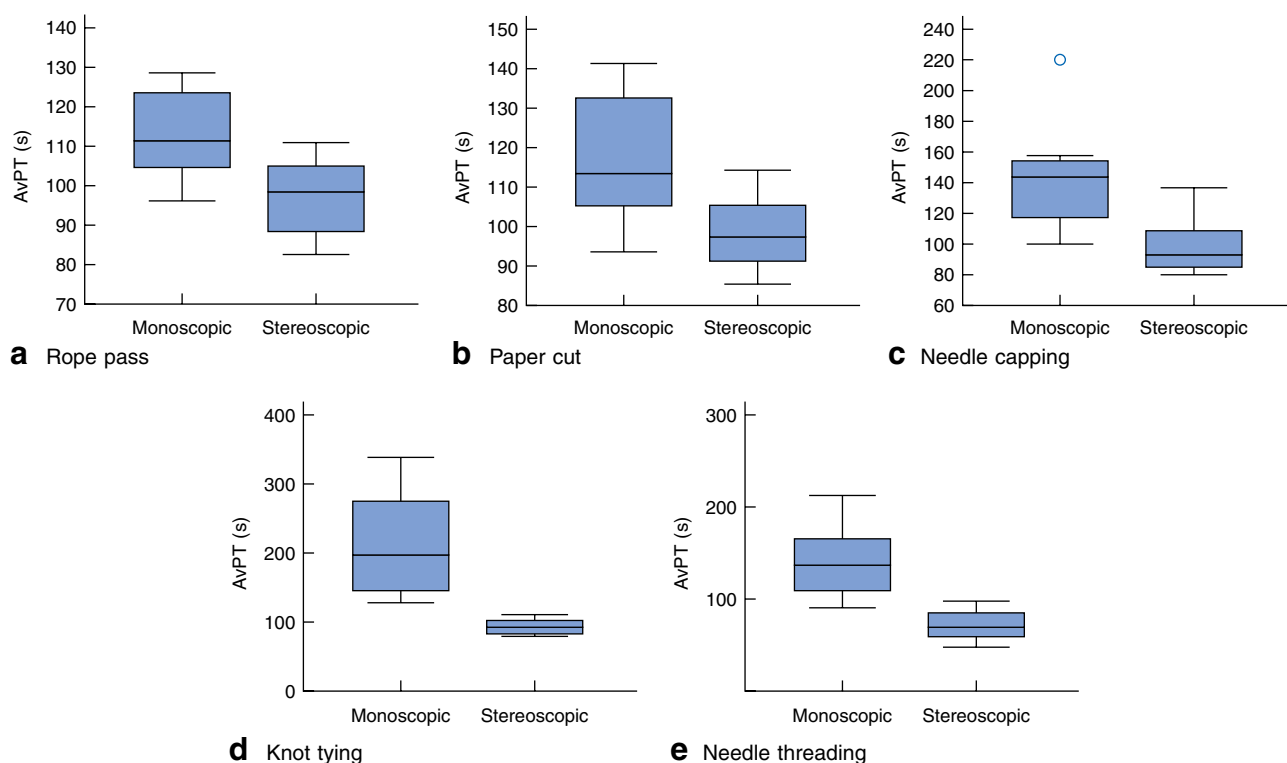 140
130
120
110
100
90
80
70
AvPT (s)
Monoscopic Stereoscopic
a Rope pass
150
140
130
120
110
100
90
80
AvPT (s)
Monoscopic Stereoscopic
b Paper cut
240
220
200
180
160
140
120
100
80
60
AvPT (s)
Monoscopic Stereoscopic
c Needle capping
400
300
200
100
0
AvPT (s)
Monoscopic Stereoscopic
d Knot tying
300
200
100
AvPT (s)
Monoscopic Stereoscopic
e Needle threading